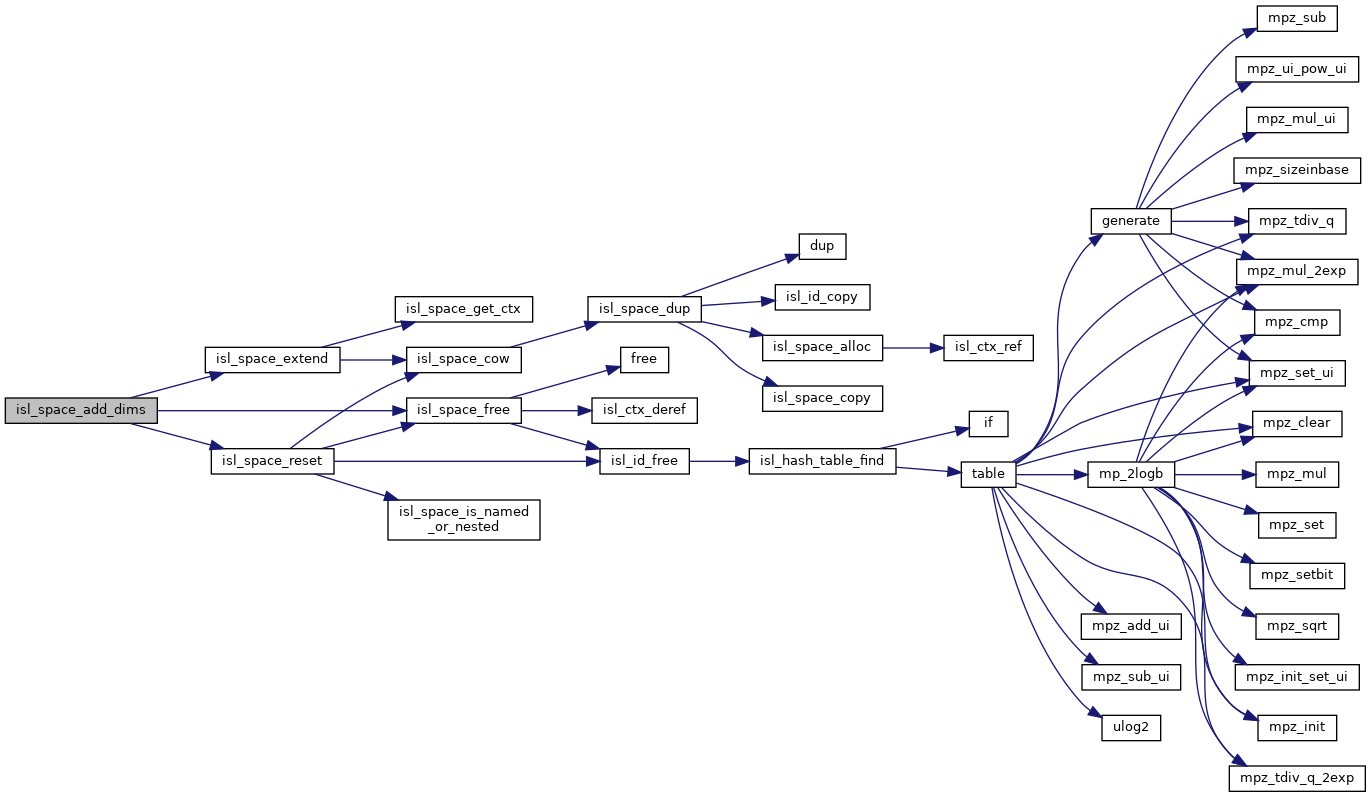 mpz_sub
mpz_ui_pow_ui
mpz_mul_ui
mpz_sizeinbase
generate
mpz_tdiv_q
dup
mpz_mul_2exp
isl_id_copy
isl_space_get_ctx
isl_space_dup
mpz_cmp
isl_space_alloc
isl_ctx_ref
isl_space_extend
isl_space_cow
free
mpz_set_ui
isl_space_copy
isl_space_add_dims
isl_space_free
isl_ctx_deref
if
mpz_clear
isl_space_reset
isl_id_free
isl_hash_table_find
table
mp_2logb
mpz_mul
isl_space_is_named
_or_nested
mpz_set
mpz_setbit
mpz_add_ui
mpz_sqrt
mpz_sub_ui
mpz_init_set_ui
ulog2
mpz_init
mpz_tdiv_q_2exp